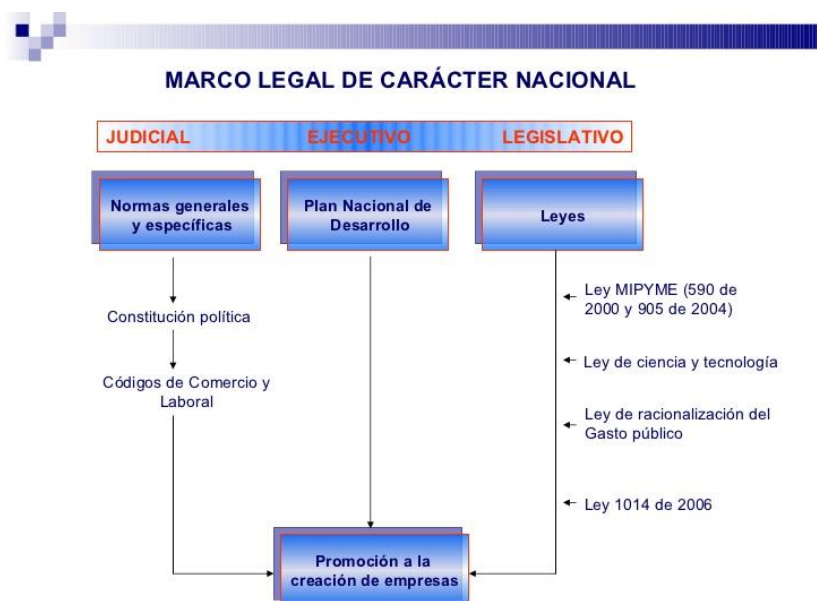 MARCO LEGAL DE CARÁCTER NACIONAL
JUDICIAL EJECUTIVO LEGISLATIVO
Normas generales
y específicas
Plan Nacional de
Desarrollo
Leyes
Constitución política
Códigos de Comercio y
Laboral
Ley MIPYME (590 de
2000 y 905 de 2004)
Ley de ciencia y tecnología
Ley de racionalización del
Gasto público
Ley 1014 de 2006
Promoción a la
creación de empresas